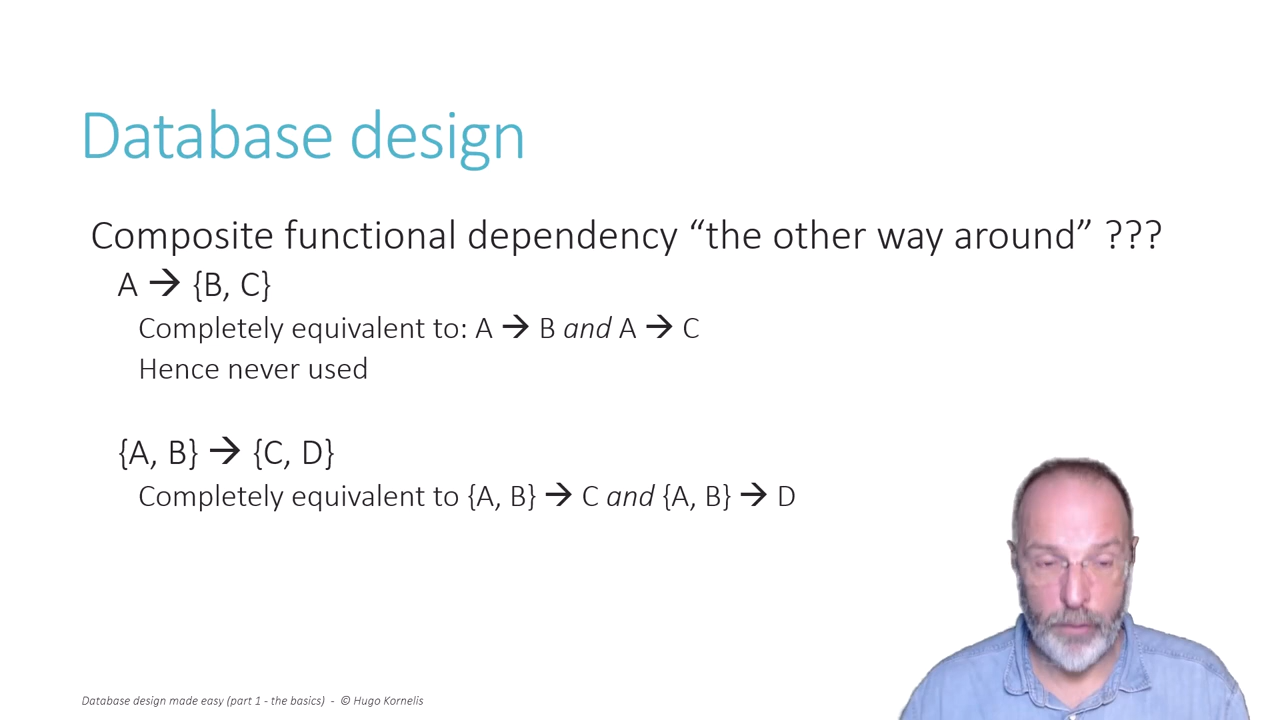 Database design
Composite functional dependency “the other way around” ???
A → {B, C}
Completely equivalent to: A → B and A → C
Hence never used
{A, B} → {C, D}
Completely equivalent to {A, B} → C and {A, B} → D
Database design made easy (part 1 - the basics) - © Hugo Kornelis